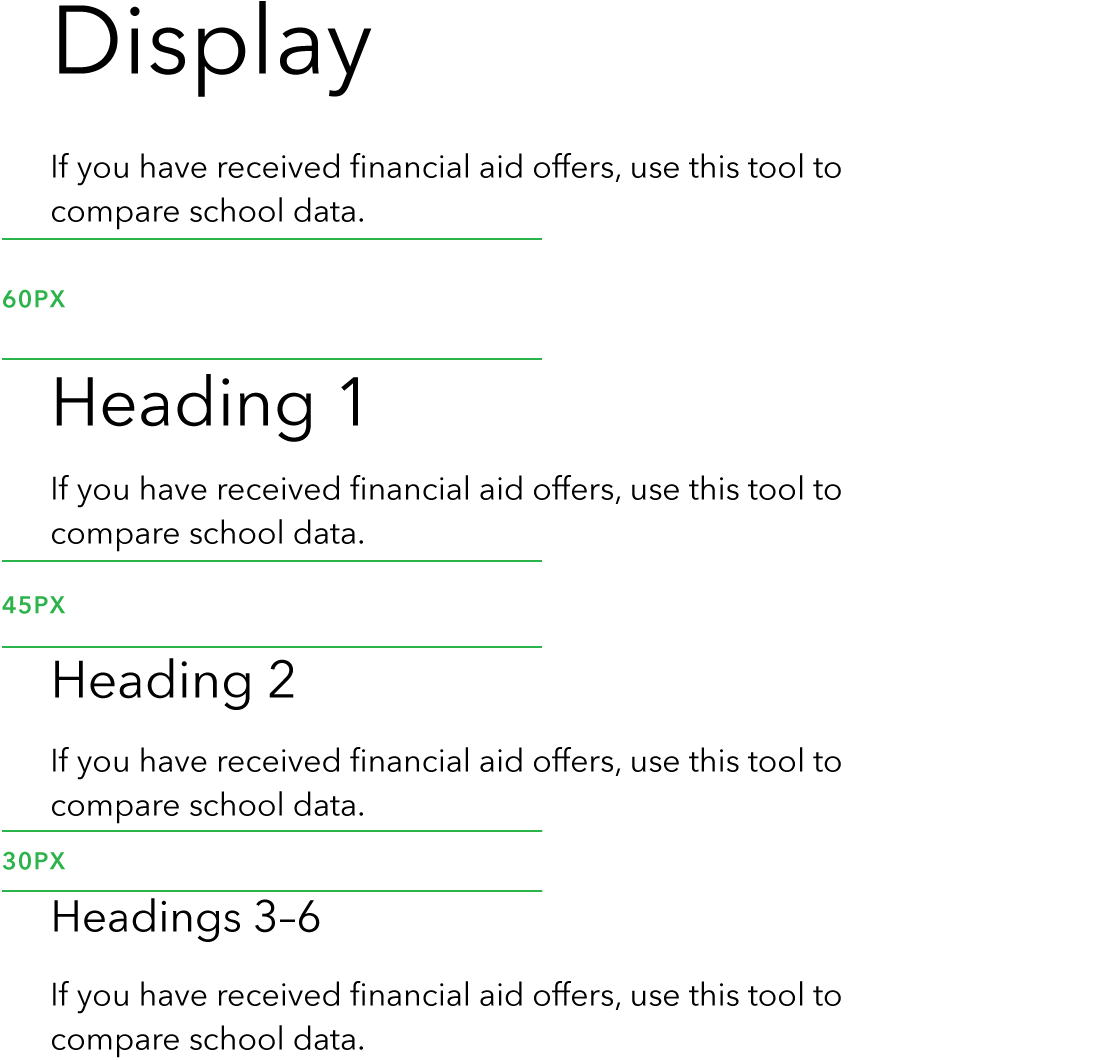 Display
If you have received financial aid offers, use this tool to
compare school data.
60PX
Heading 1
If you have received financial aid offers, use this tool to
compare school data.
45PX
Heading 2
If you have received financial aid offers, use this tool to
compare school data.
30PX
Headings 3–6
If you have received financial aid offers, use this tool to
compare school data.